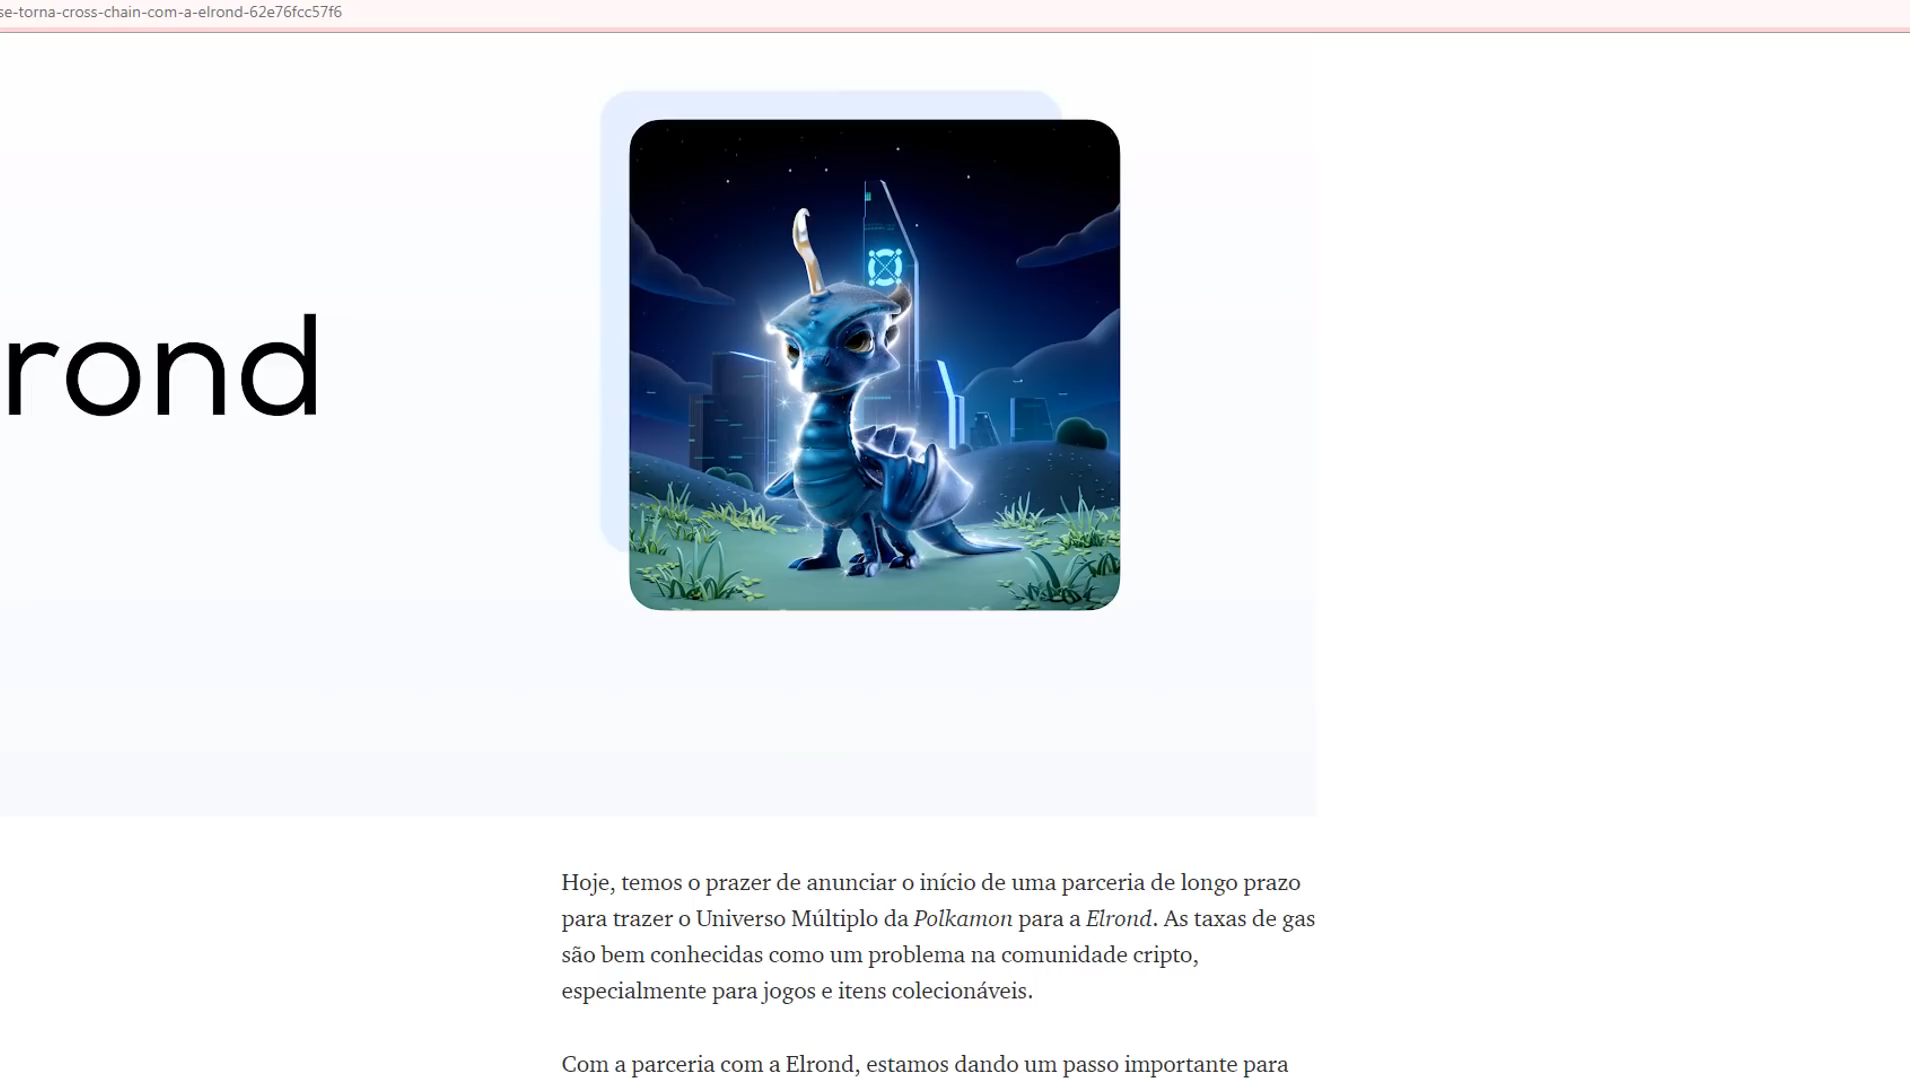 se-torna-cross-chain-com-a-elrond-62e76fcc57f6
rond
Hoje, temos o prazer de anunciar o início de uma parceria de longo prazo
para trazer o Universo Múltiplo da Polkamon para a Elrond. As taxas de gas
são bem conhecidas como um problema na comunidade cripto,
especialmente para jogos e itens colecionáveis.
Com a parceria com a Elrond, estamos dando um passo importante para